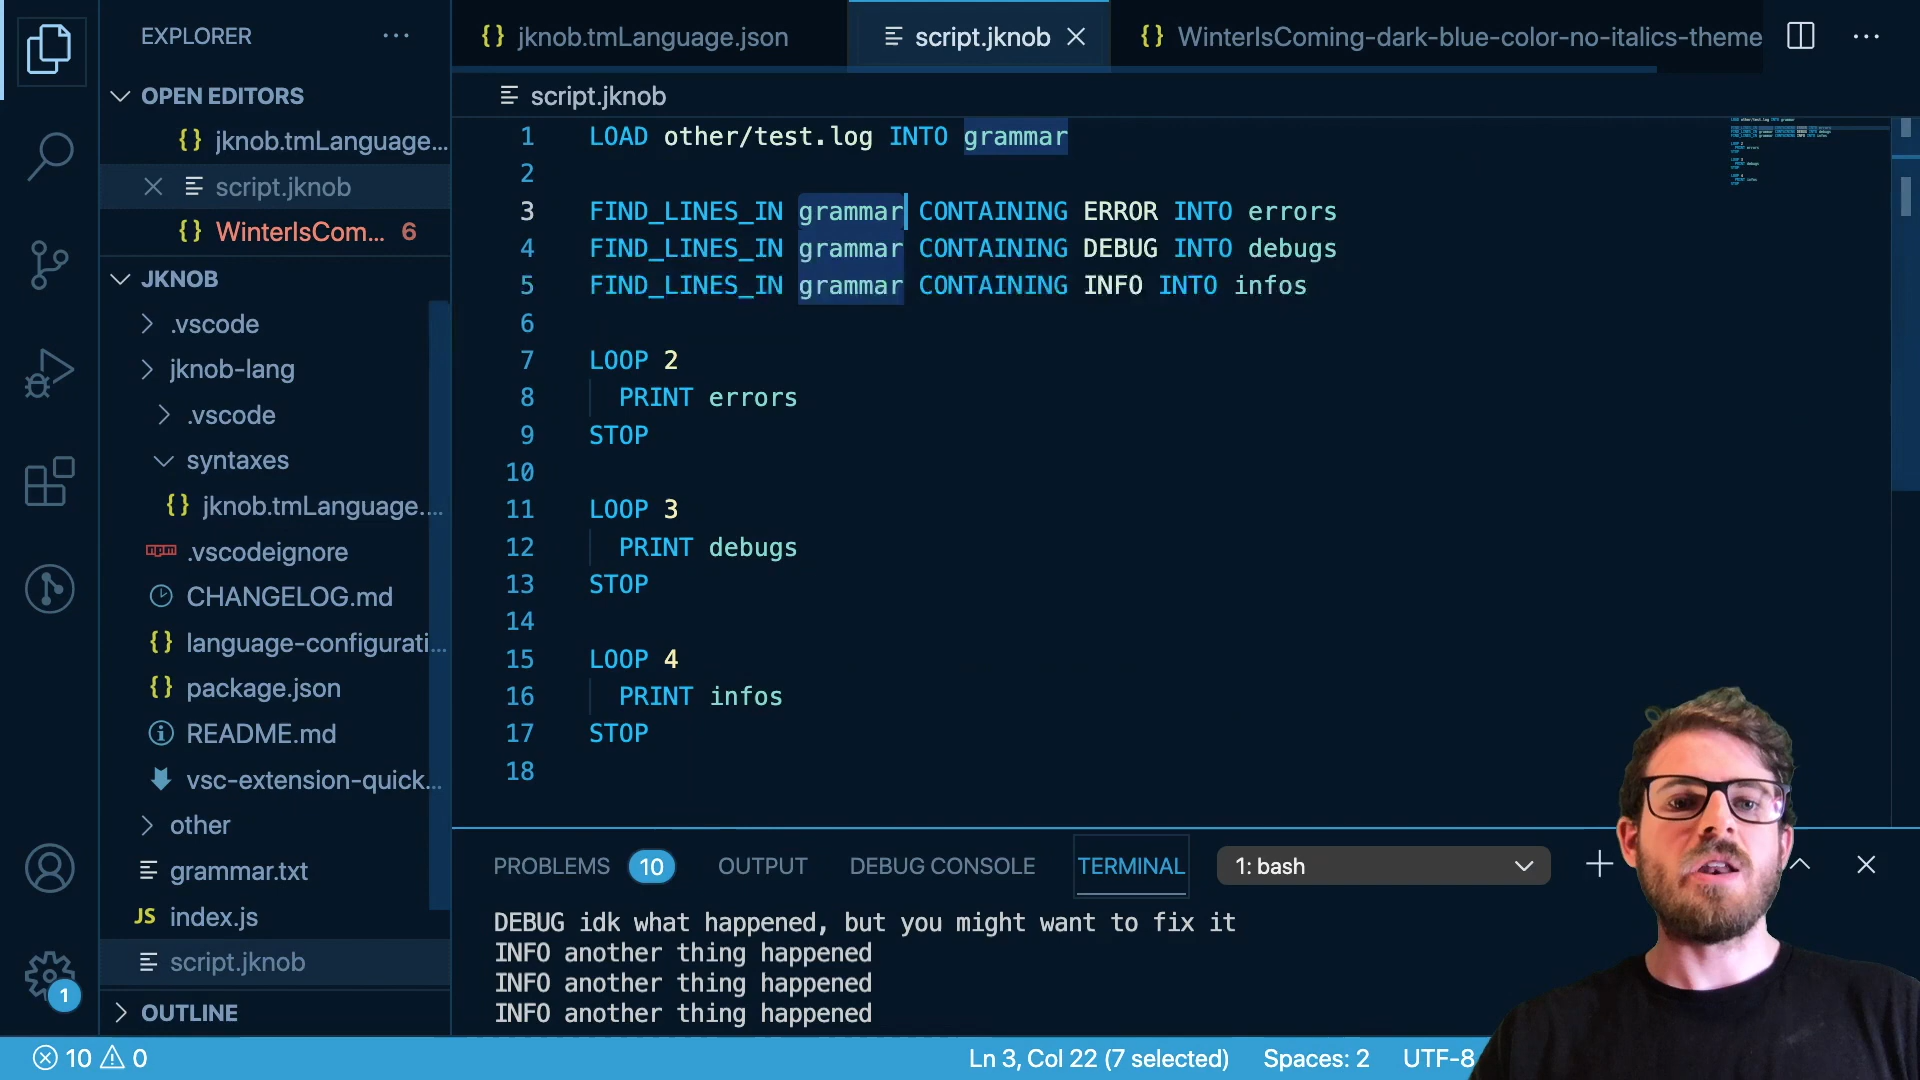 EXPLORER
OPEN EDITORS
jknob.tmLanguage...
script.jknob
WinterIsCom... 6
JKNOB
.vscode
jknob-lang
.vscode
syntaxes
jknob.tmLanguage....
.vscodeignore
CHANGELOG.md
language-configurati...
package.json
README.md
vsc-extension-quick...
other
grammar.txt
JS index.js
script.jknob
OUTLINE
1
jknob.tmLanguage.json
script.jknob
WinterIsComing-dark-blue-color-no-italics-theme
script.jknob
1 LOAD other/test.log INTO grammar
2
3 FIND_LINES_IN grammar CONTAINING ERROR INTO errors
4 FIND_LINES_IN grammar CONTAINING DEBUG INTO debugs
5 FIND_LINES_IN grammar CONTAINING INFO INTO infos
6
7 LOOP 2
8 PRINT errors
9 STOP
10
11 LOOP 3
12 PRINT debugs
13 STOP
14
15 LOOP 4
16 PRINT infos
17 STOP
18
PROBLEMS 10 OUTPUT DEBUG CONSOLE TERMINAL 1: bash
DEBUG idk what happened, but you might want to fix it
INFO another thing happened
INFO another thing happened
INFO another thing happened
10 0 Ln 3, Col 22 (7 selected) Spaces: 2 UTF-8